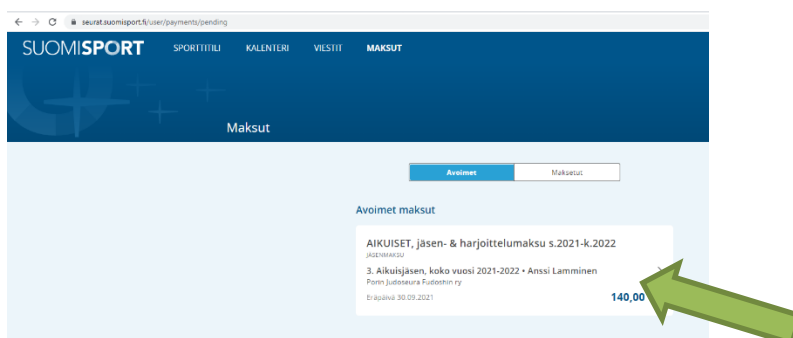 seurat.suomisport.fi/user/payments/pending
SUOMISPORT SPORTTITILI KALENTERI VIESTIT MAKSUT
Maksut
Avoimet Maksetut
Avoimet maksut
AIKUISET, jäsen- & harjoittelumaksu s.2021-k.2022
JÄSENMAKSU
3. Aikuisjäsen, koko vuosi 2021-2022 • Anssi Lamminen
Porin Judoseura Fudoshin ry
Eräpäivä 30.09.2021 140,00